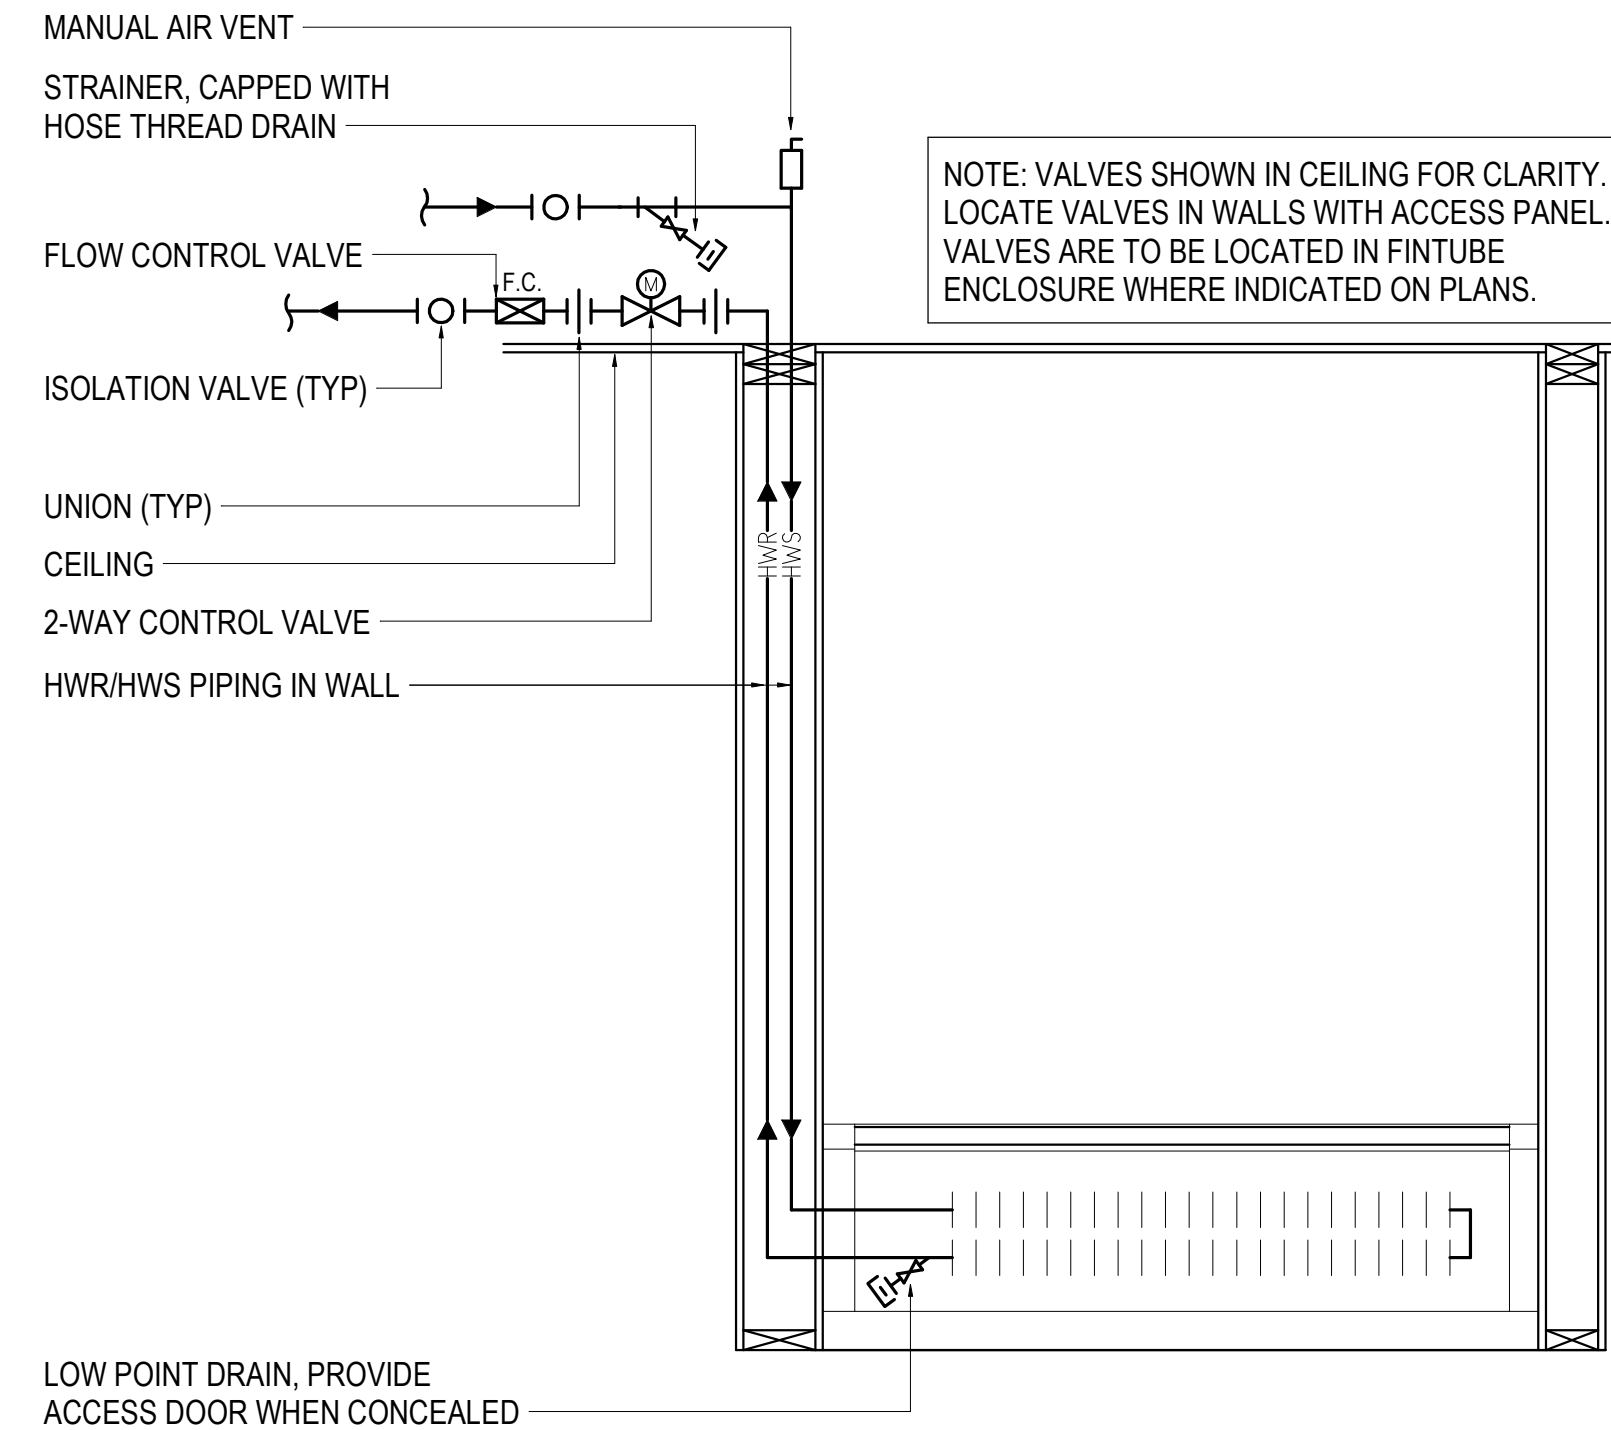 MANUAL AIR VENT
STRAINER, CAPPED WITH
HOSE THREAD DRAIN
NOTE: VALVES SHOWN IN CEILING FOR CLARITY.
LOCATE VALVES IN WALLS WITH ACCESS PANEL.
VALVES ARE TO BE LOCATED IN FINTUBE
ENCLOSURE WHERE INDICATED ON PLANS.
FLOW CONTROL VALVE
F.C.
M
ISOLATION VALVE (TYP)
UNION (TYP)
CEILING
HWR
HWS
2-WAY CONTROL VALVE
HWR/HWS PIPING IN WALL
LOW POINT DRAIN, PROVIDE
ACCESS DOOR WHEN CONCEALED